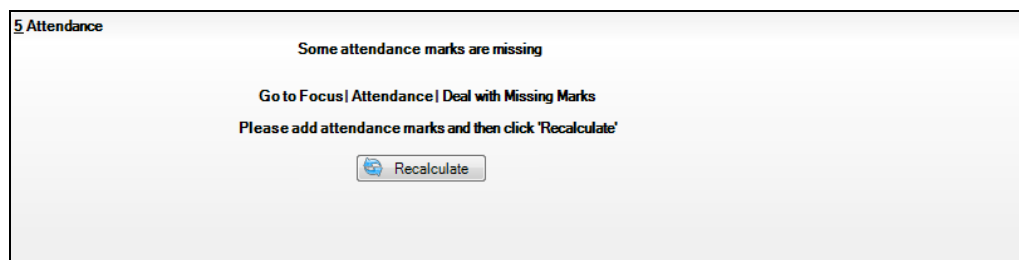 5 Attendance
Some attendance marks are missing
Go to Focus| Attendance| Deal with Missing Marks
Please add attendance marks and then click 'Recalculate'
Recalculate